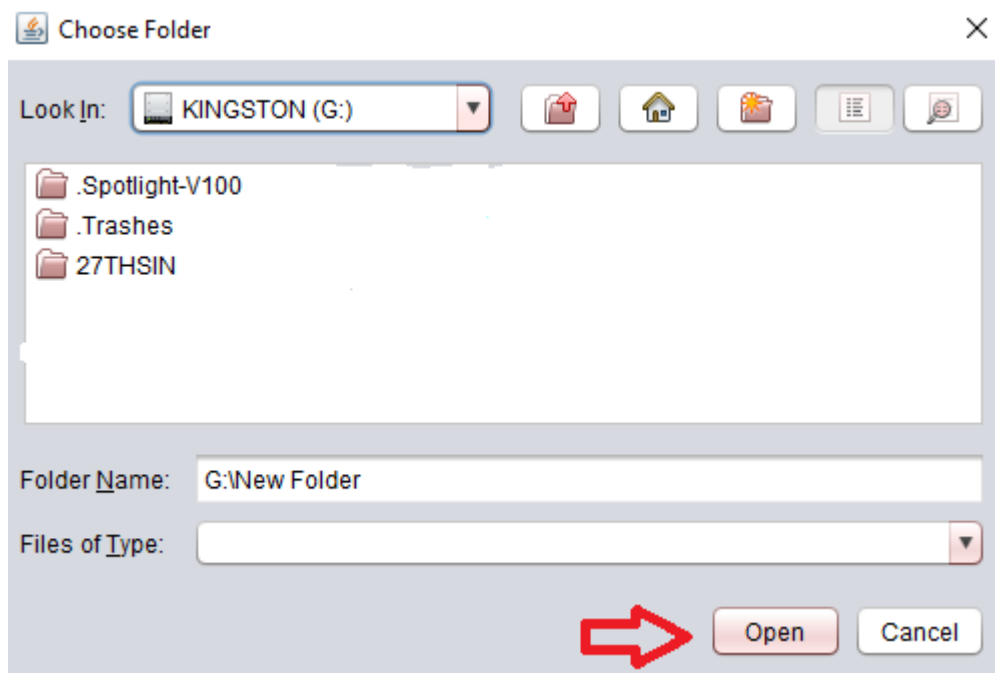 Choose Folder
Look In: KINGSTON (G:)
.Spotlight-V100
.Trashes
27THSIN
Folder Name: G:\New Folder
Files of Type:
Open Cancel